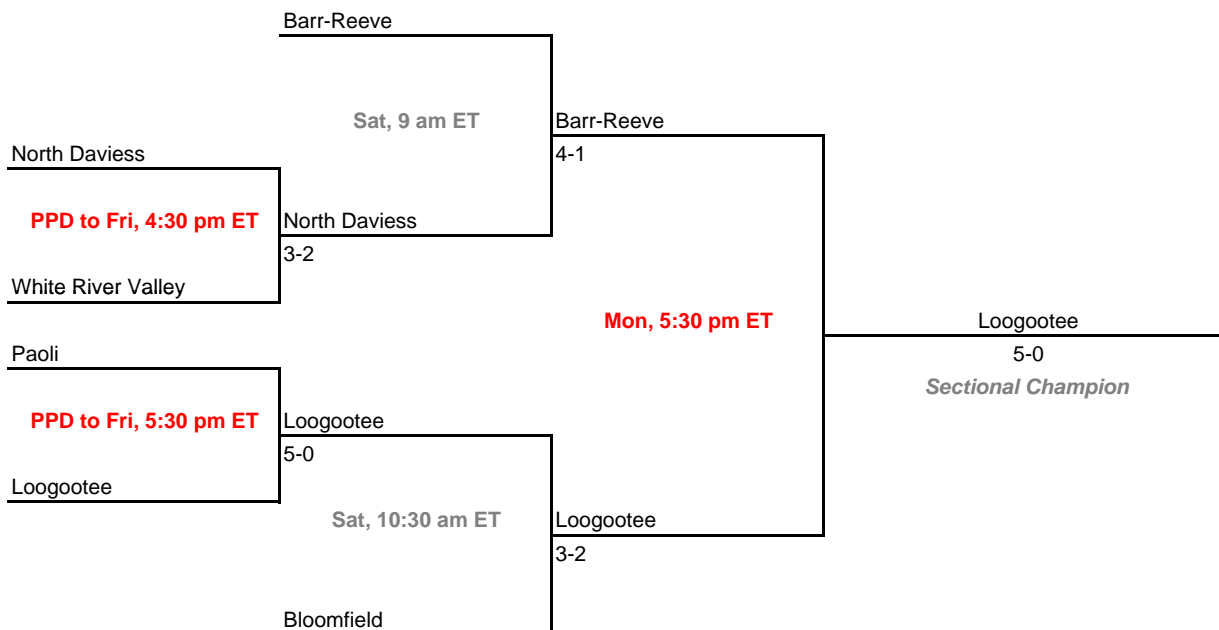 Barr-Reeve
Sat, 9 am ET
Barr-Reeve
North Daviess
4-1
PPD to Fri, 4:30 pm ET
North Daviess
3-2
White River Valley
Mon, 5:30 pm ET
Loogootee
Paoli
5-0
Sectional Champion
PPD to Fri, 5:30 pm ET
Loogootee
5-0
Loogootee
Sat, 10:30 am ET
Loogootee
3-2
Bloomfield